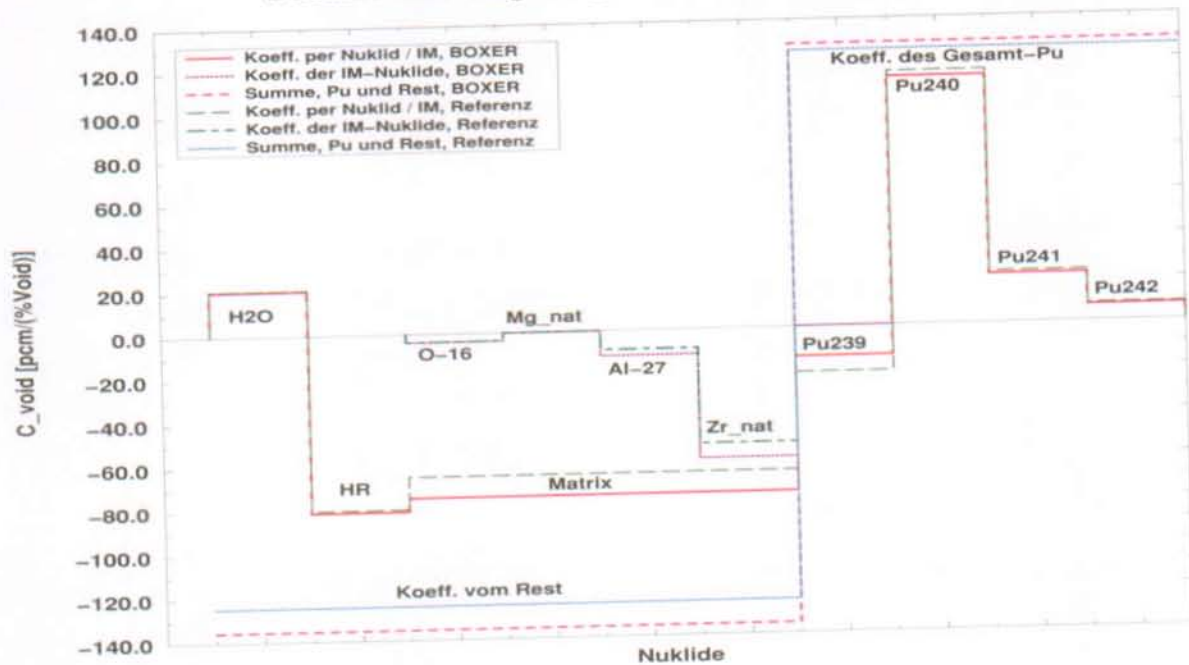 140.0
120.0
100.0
80.0
60.0
40.0
20.0
0.0
−20.0
−40.0
−60.0
−80.0
−100.0
−120.0
−140.0
C_void [pcm/(%Void)]
Koeff. per Nuklid / IM, BOXER
Koeff. der IM−Nuklide, BOXER
Summe, Pu und Rest, BOXER
Koeff. per Nuklid / IM, Referenz
Koeff. der IM−Nuklide, Referenz
Summe, Pu und Rest, Referenz
Koeff. des Gesamt−Pu
Pu240
Pu241
Pu242
H2O
Mg_nat
O−16
Al−27
Pu239
Zr_nat
HR
Matrix
Koeff. vom Rest
Nuklide